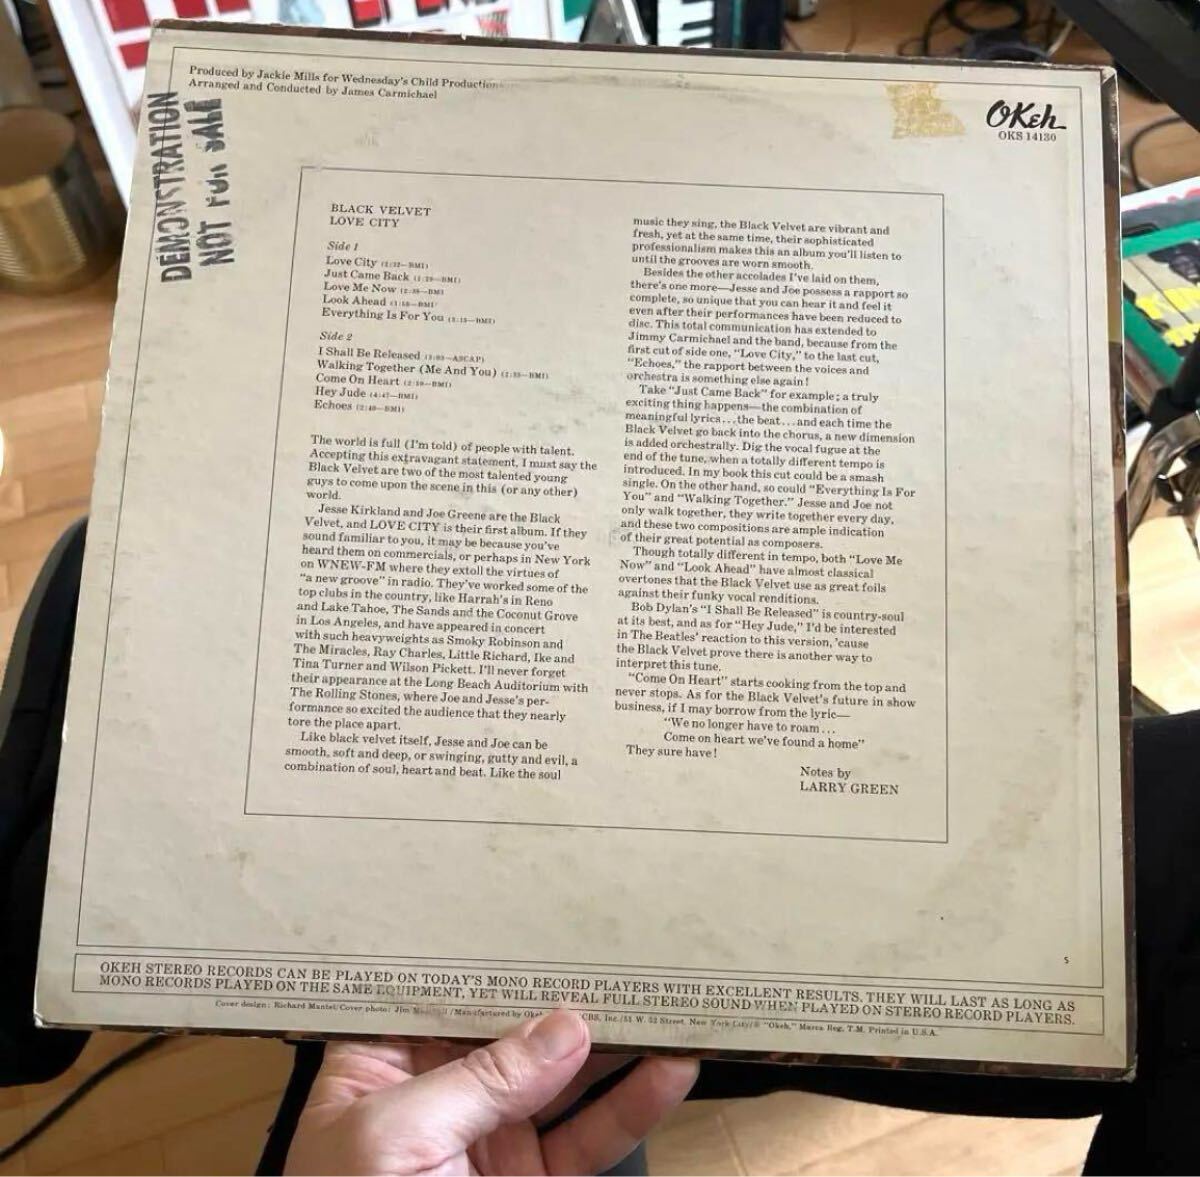 Produced by Jackie Mills for Wednesday's Child Production
Arranged and Conducted by James Carmichael
DEMONSTRATION
NOT FOR SALE
OKeh
OKS 14130
BLACK VELVET
LOVE CITY
Side 1
Love City
Just Came Back
Love Me Now
Look Ahead
Everything Is For You
Side 2
I Shall Be Released
Walking Together (Me And You)
Come On Heart
Hey Jude
Echoes
The world is full (I'm told) of people with talent.
Accepting this extravagant statement, I must say the
Black Velvet are two of the most talented young
guys to come upon the scene in this (or any other)
world.
Jesse Kirkland and Joe Greene are the Black
Velvet, and LOVE CITY is their first album. If they
sound familiar to you, it may be because you've
heard them on commercials, or perhaps in New York
on WNEW-FM where they extoll the virtues of
"a new groove" in radio. They've worked some of the
top clubs in the country, like Harrah's in Reno
and Lake Tahoe, The Sands and the Coconut Grove
in Los Angeles, and have appeared in concert
with such heavyweights as Smoky Robinson and
The Miracles, Ray Charles, Little Richard, Ike and
Tina Turner and Wilson Pickett. I'll never forget
their appearance at the Long Beach Auditorium with
The Rolling Stones, where Joe and Jesse's per-
formance so excited the audience that they nearly
tore the place apart.
Like black velvet itself, Jesse and Joe can be
smooth, soft and deep, or swinging, gutty and evil, a
combination of soul, heart and beat. Like the soul
music they sing, the Black Velvet are vibrant and
fresh, yet at the same time, their sophisticated
professionalism makes this an album you'll listen to
until the grooves are worn smooth.
Besides the other accolades I've laid on them,
there's one more—Jesse and Joe possess a rapport so
complete, so unique that you can hear it and feel it
even after their performances have been reduced to
disc. This total communication has extended to
Jimmy Carmichael and the band, because from the
first cut of side one, "Love City," to the last cut,
"Echoes," the rapport between the voices and
orchestra is something else again!
Take "Just Came Back" for example; a truly
exciting thing happens—the combination of
meaningful lyrics...the beat...and each time the
Black Velvet go back into the chorus, a new dimension
is added orchestrally. Dig the vocal fugue at the
end of the tune, when a totally different tempo is
introduced. In my book this cut could be a smash
single. On the other hand, so could "Everything Is For
You" and "Walking Together." Jesse and Joe not
only walk together, they write together every day,
and these two compositions are ample indication
of their great potential as composers.
Though totally different in tempo, both "Love Me
Now" and "Look Ahead" have almost classical
overtones that the Black Velvet use as great foils
against their funky vocal renditions.
Bob Dylan's "I Shall Be Released" is country-soul
at its best, and as for "Hey Jude," I'd be interested
in The Beatles' reaction to this version, 'cause
the Black Velvet prove there is another way to
interpret this tune.
"Come On Heart" starts cooking from the top and
never stops. As for the Black Velvet's future in show
business, if I may borrow from the lyric—
"We no longer have to roam...
Come on heart we've found a home"
They sure have!
Notes by
LARRY GREEN
5
OKEH STEREO RECORDS CAN BE PLAYED ON TODAY'S MONO RECORD PLAYERS WITH EXCELLENT RESULTS. THEY WILL LAST AS LONG AS
MONO RECORDS PLAYED ON THE SAME EQUIPMENT, YET WILL REVEAL FULL STEREO SOUND WHEN PLAYED ON STEREO RECORD PLAYERS.
Cover design: Richard Mantel/Cover photo: Jim /Manufactured by CBS, Inc./51 W. 52 Street, New York City/® "Okeh," Marca Reg. T.M. Printed in U.S.A.